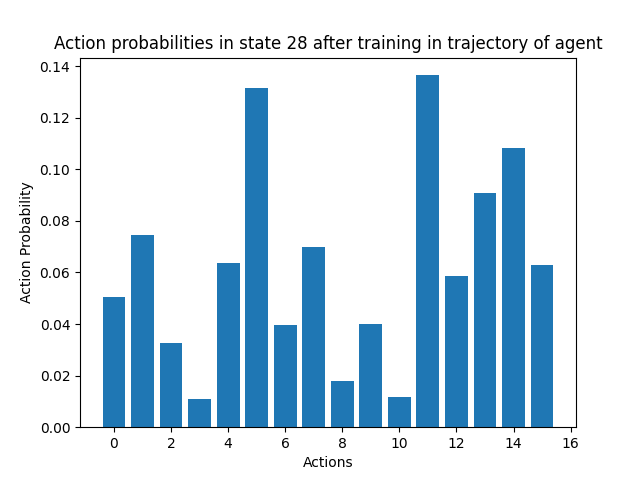 Action probabilities in state 28 after training in trajectory of agent
0.14
0.12
0.10
0.08
0.06
0.04
0.02
0.00
Action Probability
0 2 4 6 8 10 12 14 16
Actions